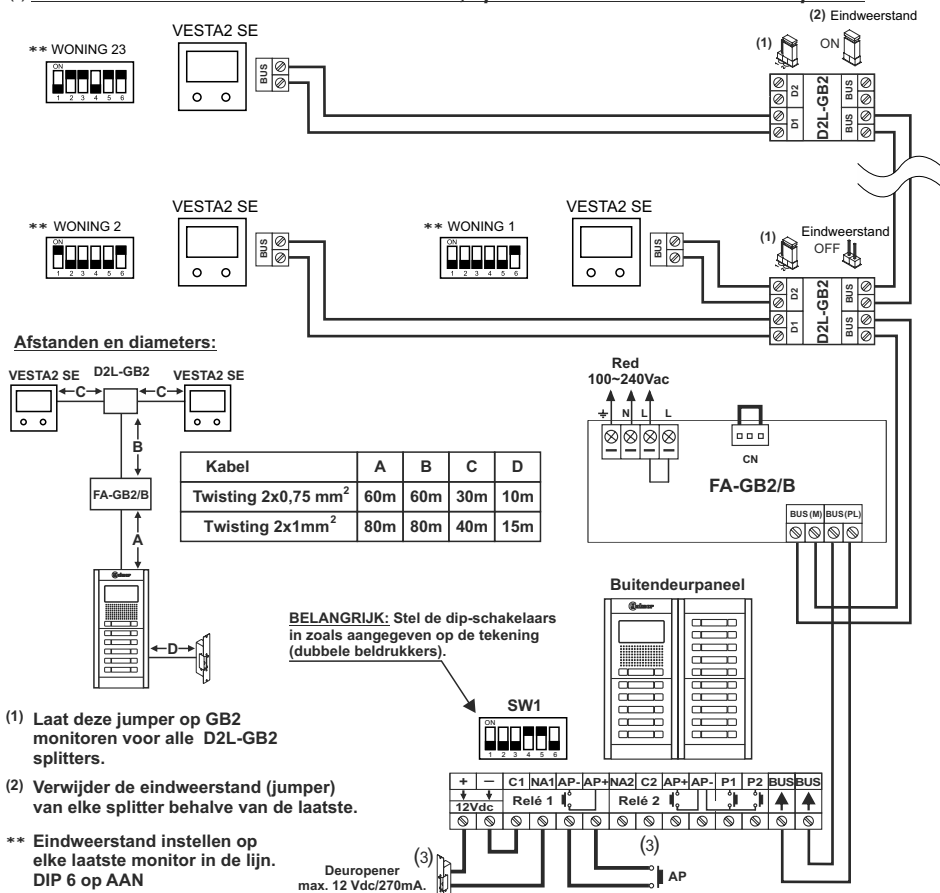 (2) Eindweerstand
(1)
ON
VESTA2 SE
** WONING 23
ON
1 2 3 4 5 6
BUS
D2
D1
D2L-GB2
BUS
BUS
VESTA2 SE
** WONING 2
ON
1 2 3 4 5 6
BUS
VESTA2 SE
** WONING 1
ON
1 2 3 4 5 6
BUS
(1)
Eindweerstand
OFF
D2
D1
D2L-GB2
BUS
BUS
Afstanden en diameters:
VESTA2 SE D2L-GB2 VESTA2 SE
C C
B
FA-GB2/B
A
D
Kabel A B C D
Twisting 2x0,75 mm² 60m 60m 30m 10m
Twisting 2x1mm² 80m 80m 40m 15m
Red
100~240Vac
N L L
CN
FA-GB2/B
BUS(M) BUS(PL)
Buitendeurpaneel
BELANGRIJK: Stel de dip-schakelaars
in zoals aangegeven op de tekening
(dubbele beldrukkers).
SW1
ON
1 2 3 4 5 6
(1) Laat deze jumper op GB2
monitoren voor alle D2L-GB2
splitters.
(2) Verwijder de eindweerstand (jumper)
van elke splitter behalve van de laatste.
** Eindweerstand instellen op
elke laatste monitor in de lijn.
DIP 6 op AAN
+ − C1 NA1 AP- AP+ NA2 C2 AP+ AP- P1 P2 BUS BUS
12Vdc Relé 1 Relé 2
(3)
(3)
Deuropener
max. 12 Vdc/270mA.
AP